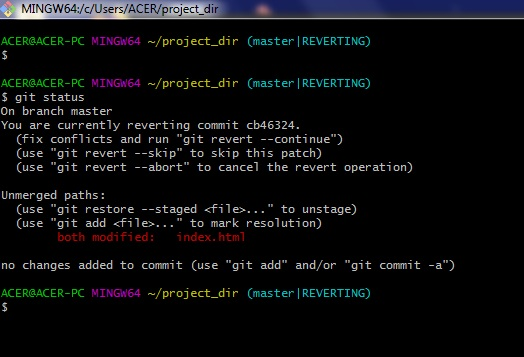 MINGW64:/c/Users/ACER/project_dir
ACER@ACER-PC MINGW64 ~/project_dir (master|REVERTING)
$
ACER@ACER-PC MINGW64 ~/project_dir (master|REVERTING)
$ git status
On branch master
You are currently reverting commit cb46324.
  (fix conflicts and run "git revert --continue")
  (use "git revert --skip" to skip this patch)
  (use "git revert --abort" to cancel the revert operation)
Unmerged paths:
  (use "git restore --staged <file>..." to unstage)
  (use "git add <file>..." to mark resolution)
        both modified:   index.html
no changes added to commit (use "git add" and/or "git commit -a")
ACER@ACER-PC MINGW64 ~/project_dir (master|REVERTING)
$